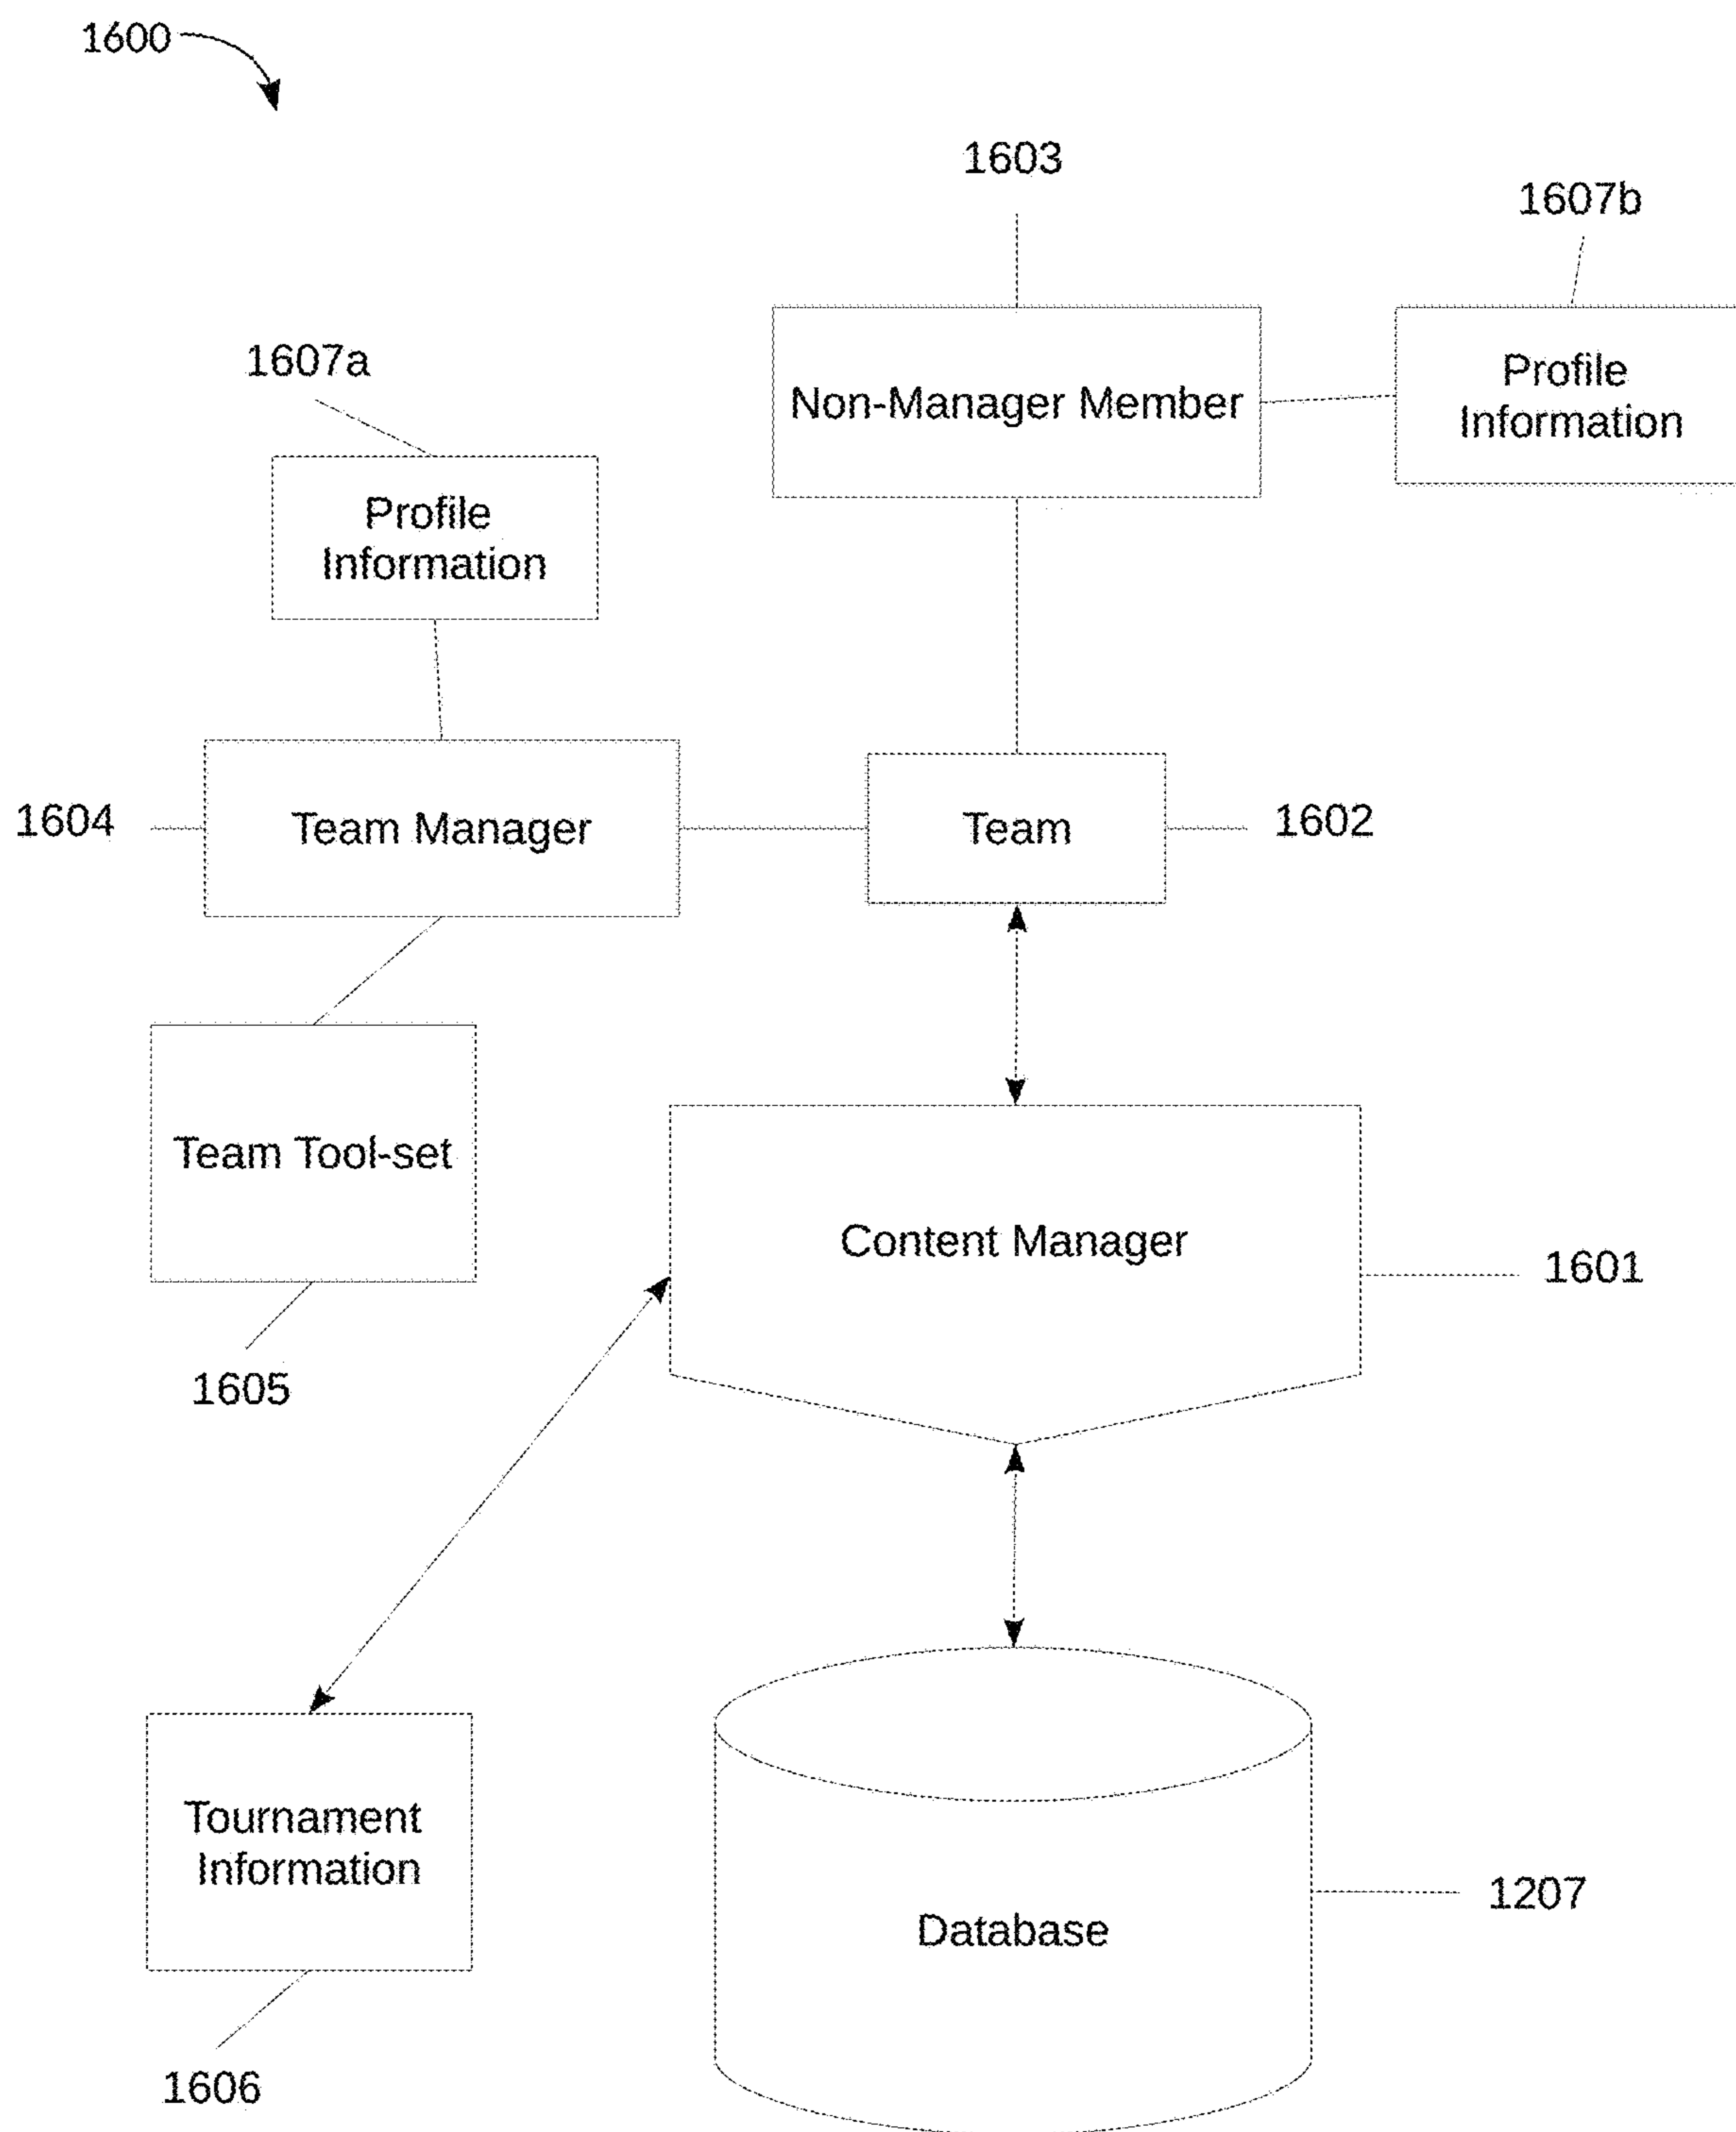 1600
1603
1607b
1607a
Non-Manager Member
Profile
Information
Profile
Information
1604
Team Manager
Team
1602
Team Tool-set
Content Manager
1601
1605
Tournament
Information
Database
1207
1606